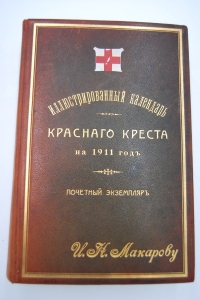 ИЛЛЮСТРИРОВАННЫЙ КАЛЕНДАРЬ
КРАСНАГО КРЕСТА
на 1911 годъ
ПОЧЕТНЫЙ ЭКЗЕМПЛЯРЪ
И. Н. Макарову